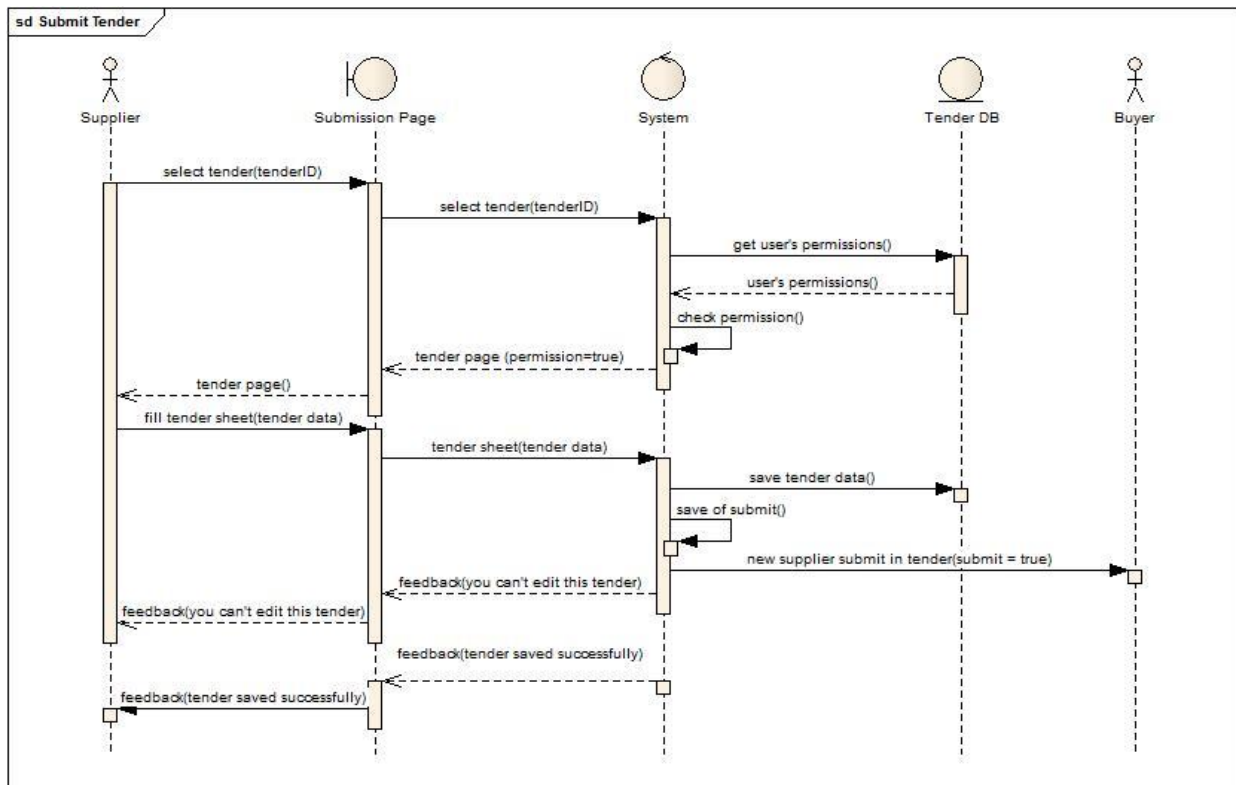 sd Submit Tender
Supplier
Submission Page
System
Tender DB
Buyer
select tender(tenderID)
select tender(tenderID)
get user's permissions()
user's permissions()
check permission()
tender page (permission=true)
tender page()
fill tender sheet(tender data)
tender sheet(tender data)
save tender data()
save of submit()
new supplier submit in tender(submit = true)
feedback(you can't edit this tender)
feedback(you can't edit this tender)
feedback(tender saved successfully)
feedback(tender saved successfully)